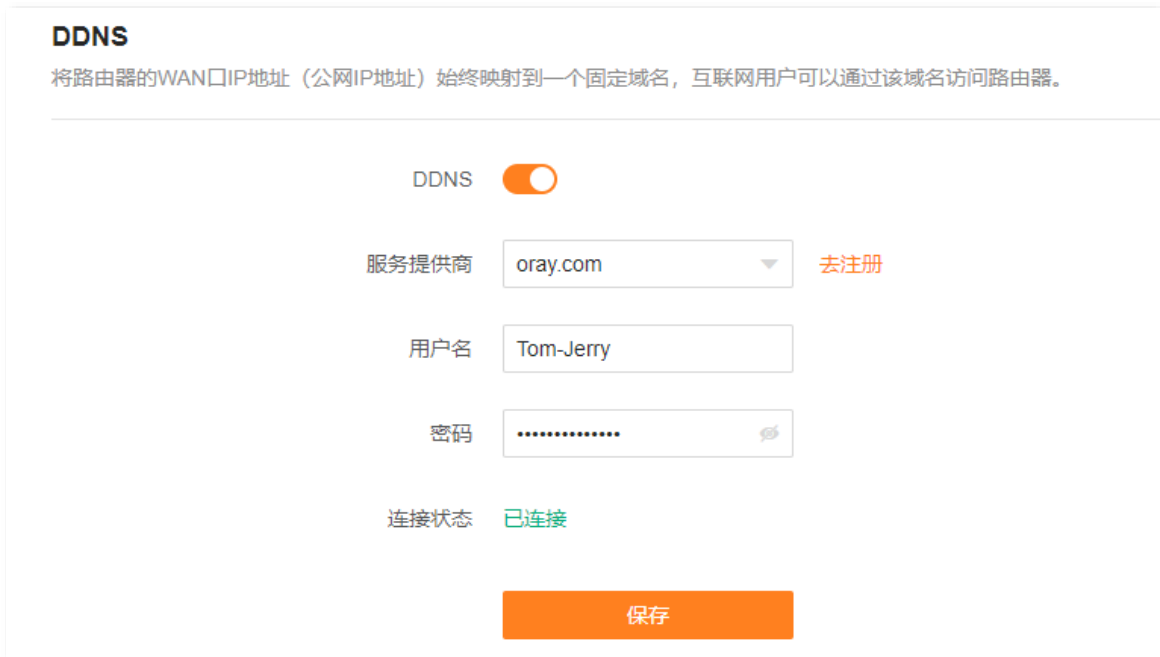 DDNS
将路由器的WAN口IP地址（公网IP地址）始终映射到一个固定域名，互联网用户可以通过该域名访问路由器。
DDNS
服务提供商 oray.com 去注册
用户名 Tom-Jerry
密码 ••••••••••••••
连接状态 已连接
保存